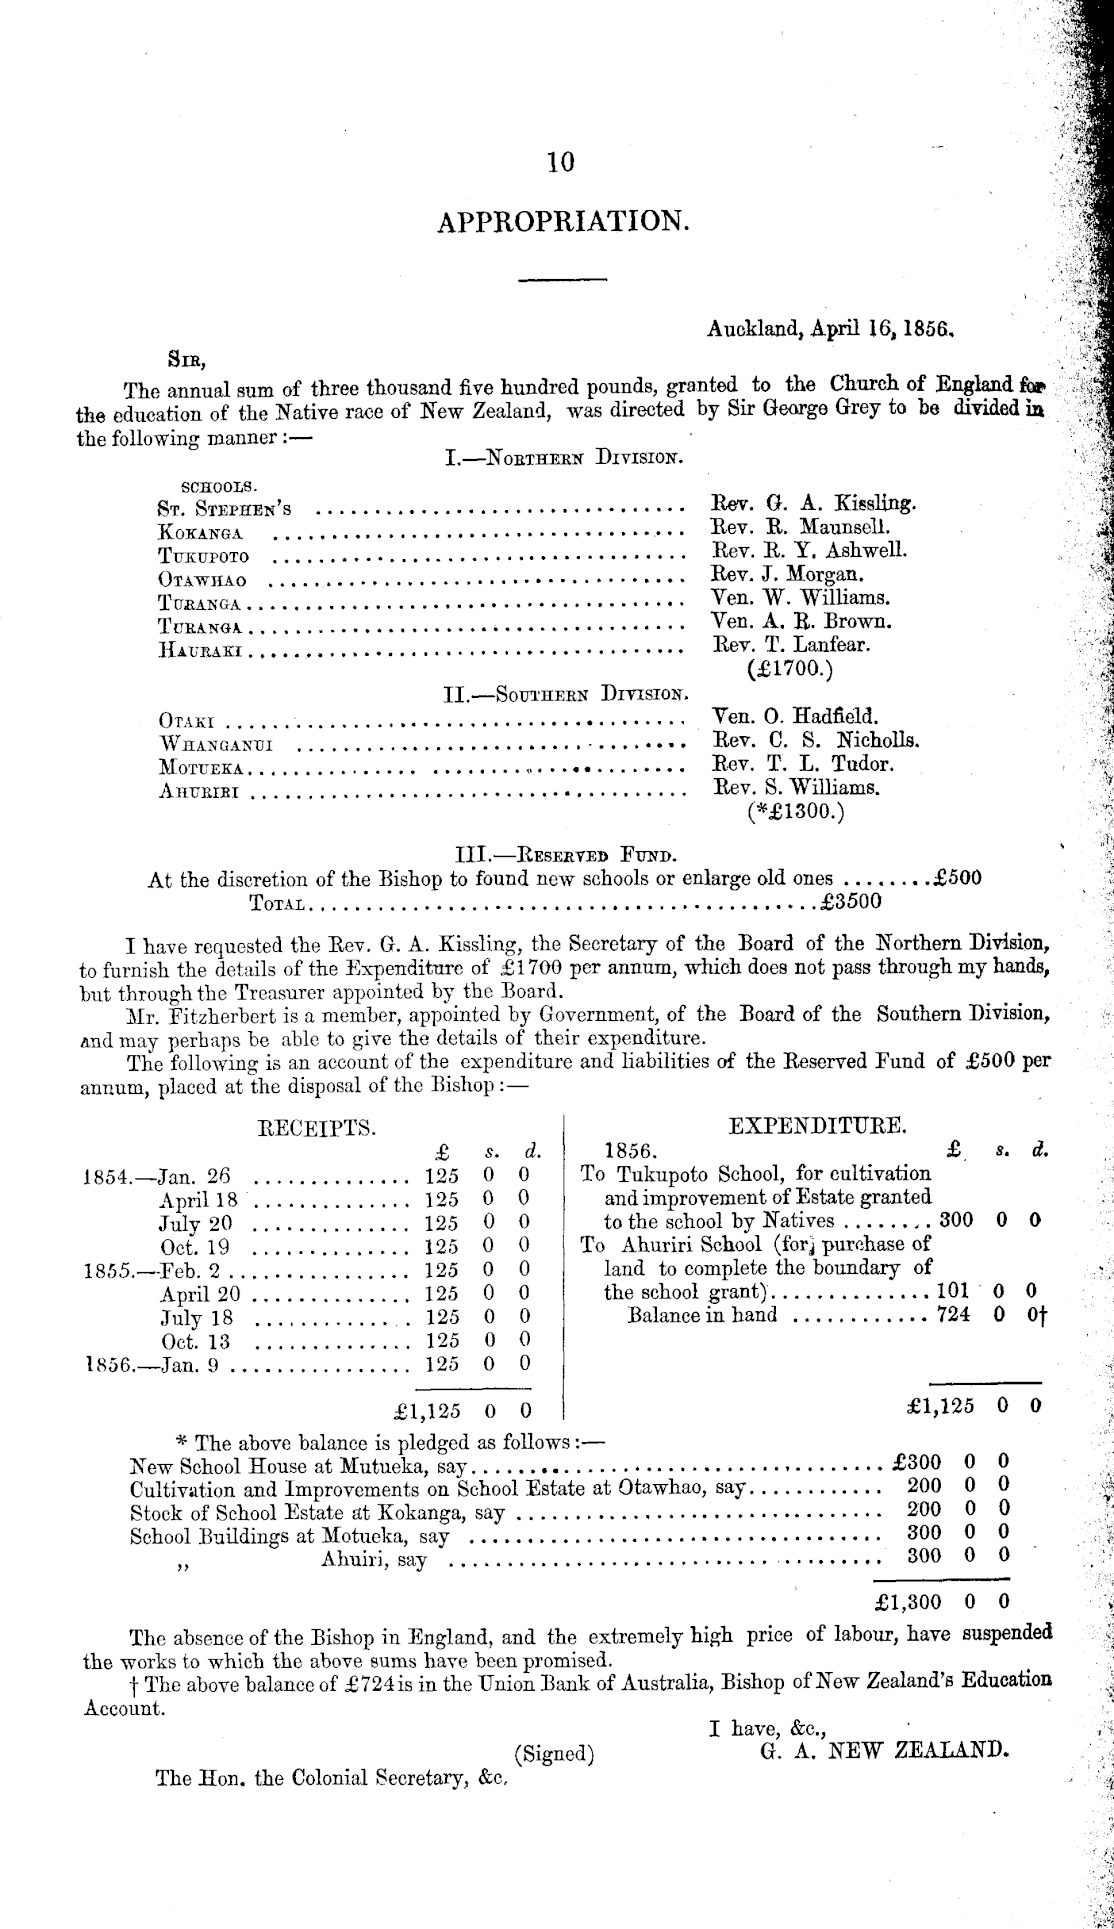 10
APPROPRIATION.
Auckland, April 16, 1856.
SIR,
The annual sum of three thousand five hundred pounds, granted to the Church of England for
the education of the Native race of New Zealand, was directed by Sir George Grey to be divided in
the following manner :—
I.—NORTHERN DIVISION.
SCHOOLS.
ST. STEPHEN'S ................................ Rev. G. A. Kissling.
KOKANGA .................................... Rev. R. Maunsell.
TUKUPOTO .................................... Rev. R. Y. Ashwell.
OTAWHAO .................................... Rev. J. Morgan.
TURANGA...................................... Ven. W. Williams.
TURANGA...................................... Ven. A. R. Brown.
HAURAKI...................................... Rev. T. Lanfear.
(£1700.)
II.—SOUTHERN DIVISION.
OTAKI ........................................ Ven. O. Hadfield.
WHANGANUI .................................. Rev. C. S. Nicholls.
MOTUEKA...................................... Rev. T. L. Tudor.
AHURIRI ...................................... Rev. S. Williams.
(*£1300.)
III.—RESERVED FUND.
At the discretion of the Bishop to found new schools or enlarge old ones ........£500
TOTAL............................................£3500
I have requested the Rev. G. A. Kissling, the Secretary of the Board of the Northern Division,
to furnish the details of the Expenditure of £1700 per annum, which does not pass through my hands,
but through the Treasurer appointed by the Board.
Mr. Fitzherbert is a member, appointed by Government, of the Board of the Southern Division,
and may perhaps be able to give the details of their expenditure.
The following is an account of the expenditure and liabilities of the Reserved Fund of £500 per
annum, placed at the disposal of the Bishop :—
RECEIPTS.
£ s. d.
1854.—Jan. 26 .............. 125 0 0
April 18 .............. 125 0 0
July 20 .............. 125 0 0
Oct. 19 .............. 125 0 0
1855.—Feb. 2 ................ 125 0 0
April 20 .............. 125 0 0
July 18 .............. 125 0 0
Oct. 13 .............. 125 0 0
1856.—Jan. 9 ................ 125 0 0
£1,125 0 0
EXPENDITURE.
1856. £ s. d.
To Tukupoto School, for cultivation
and improvement of Estate granted
to the school by Natives ........ 300 0 0
To Ahuriri School (for purchase of
land to complete the boundary of
the school grant).............. 101 0 0
Balance in hand ............ 724 0 0†
£1,125 0 0
* The above balance is pledged as follows :—
New School House at Mutueka, say.................................... £300 0 0
Cultivation and Improvements on School Estate at Otawhao, say............ 200 0 0
Stock of School Estate at Kokanga, say ................................ 200 0 0
School Buildings at Motueka, say .................................... 300 0 0
„ Ahuiri, say .................................... 300 0 0
£1,300 0 0
The absence of the Bishop in England, and the extremely high price of labour, have suspended
the works to which the above sums have been promised.
† The above balance of £724 is in the Union Bank of Australia, Bishop of New Zealand's Education
Account.
I have, &c.,
(Signed) G. A. NEW ZEALAND.
The Hon. the Colonial Secretary, &c.